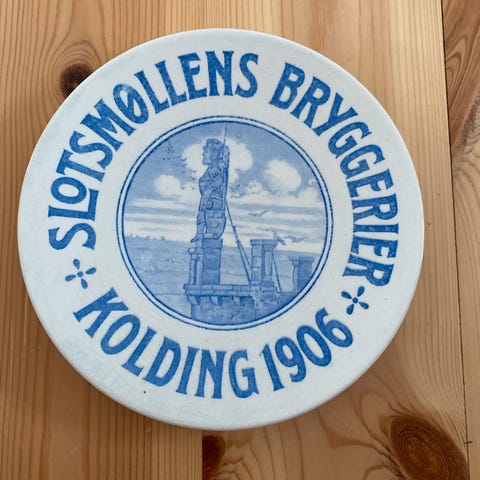 SLOTSMØLLENS BRYGGERIER
KOLDING 1906